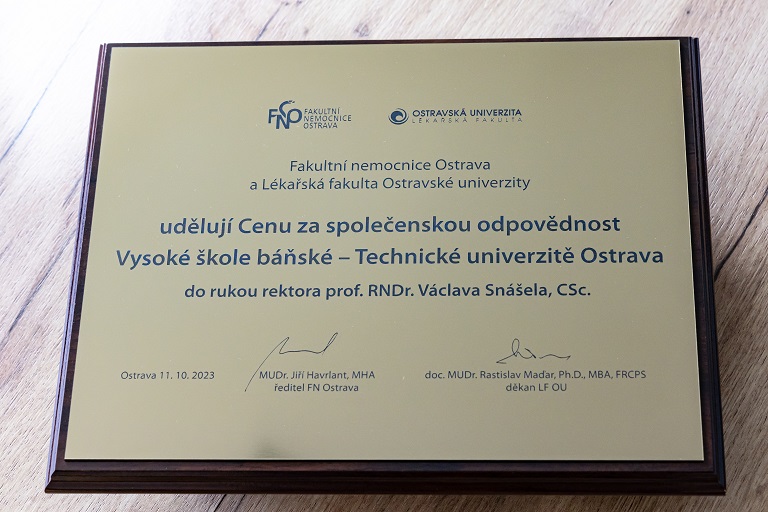 FNO FAKULTNÍ
NEMOCNICE
OSTRAVA
OSTRAVSKÁ UNIVERZITA
LÉKAŘSKÁ FAKULTA
Fakultní nemocnice Ostrava
a Lékařská fakulta Ostravské univerzity
udělují Cenu za společenskou odpovědnost
Vysoké škole báňské – Technické univerzitě Ostrava
do rukou rektora prof. RNDr. Václava Snášela, CSc.
Ostrava 11. 10. 2023
MUDr. Jiří Havrlant, MHA
ředitel FN Ostrava
doc. MUDr. Rastislav Maďar, Ph.D., MBA, FRCPS
děkan LF OU